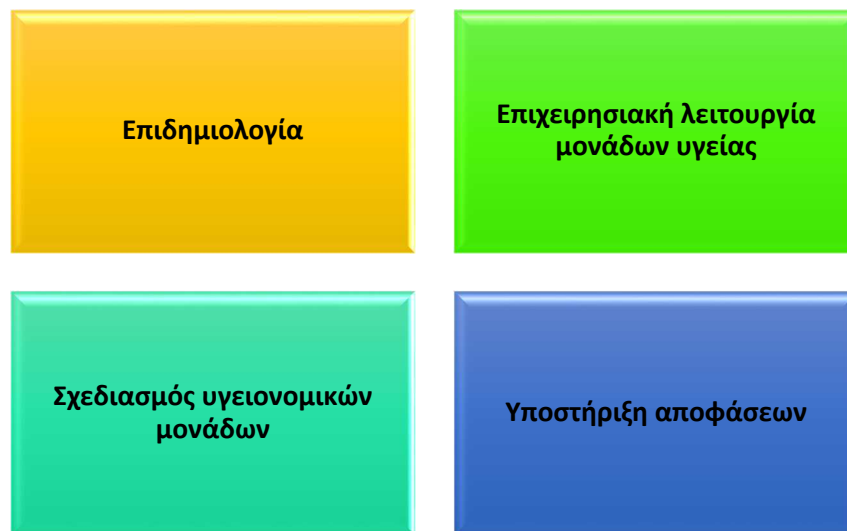 Επιδημιολογία
Επιχειρησιακή λειτουργία
μονάδων υγείας
Σχεδιασμός υγειονομικών
μονάδων
Υποστήριξη αποφάσεων